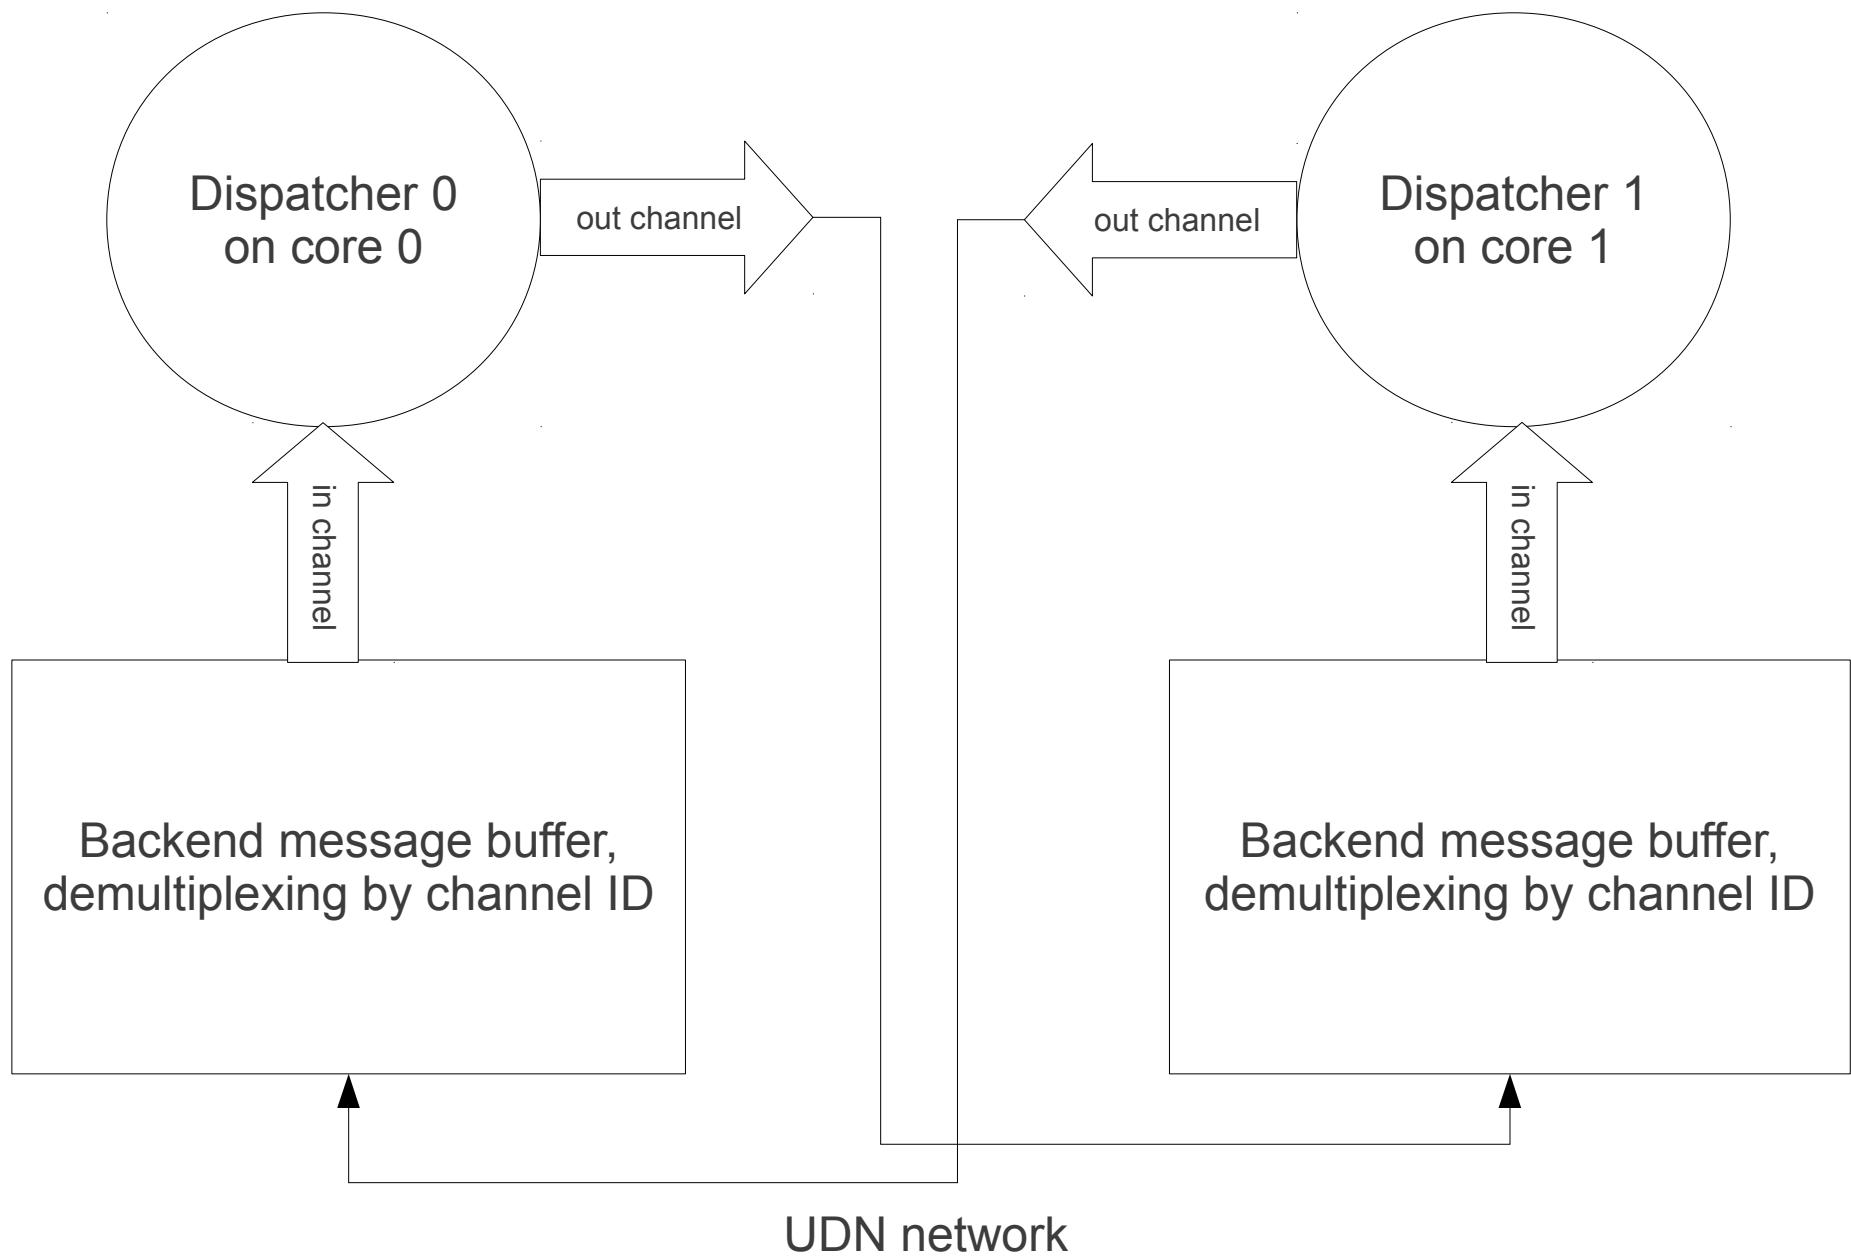 Dispatcher 0
on core 0
out channel
out channel
Dispatcher 1
on core 1
in channel
in channel
Backend message buffer,
demultiplexing by channel ID
Backend message buffer,
demultiplexing by channel ID
UDN network